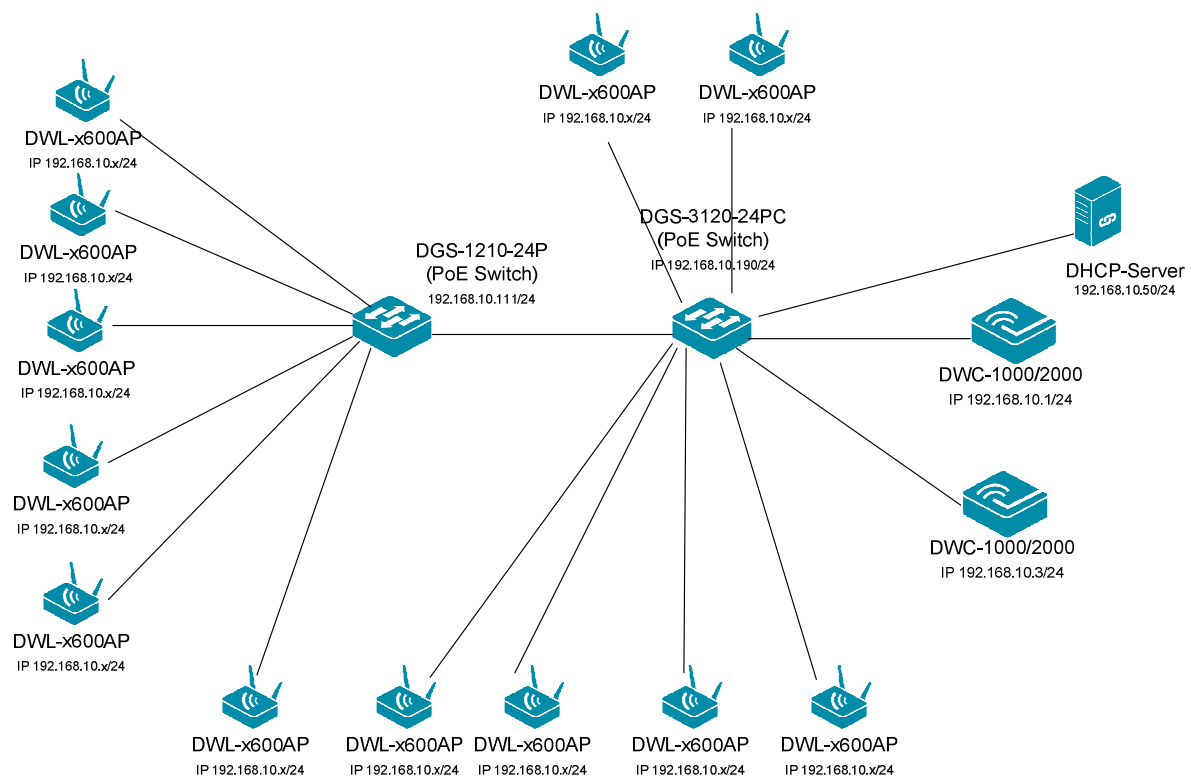 DWL-x600AP
IP 192.168.10.x/24
DWL-x600AP
IP 192.168.10.x/24
DWL-x600AP
IP 192.168.10.x/24
DWL-x600AP
IP 192.168.10.x/24
DGS-3120-24PC
(PoE Switch)
IP 192.168.10.190/24
DGS-1210-24P
(PoE Switch)
192.168.10.111/24
DHCP-Server
192.168.10.50/24
DWL-x600AP
IP 192.168.10.x/24
DWC-1000/2000
IP 192.168.10.1/24
DWL-x600AP
IP 192.168.10.x/24
DWC-1000/2000
IP 192.168.10.3/24
DWL-x600AP
IP 192.168.10.x/24
DWL-x600AP
IP 192.168.10.x/24
DWL-x600AP
IP 192.168.10.x/24
DWL-x600AP
IP 192.168.10.x/24
DWL-x600AP
IP 192.168.10.x/24
DWL-x600AP
IP 192.168.10.x/24